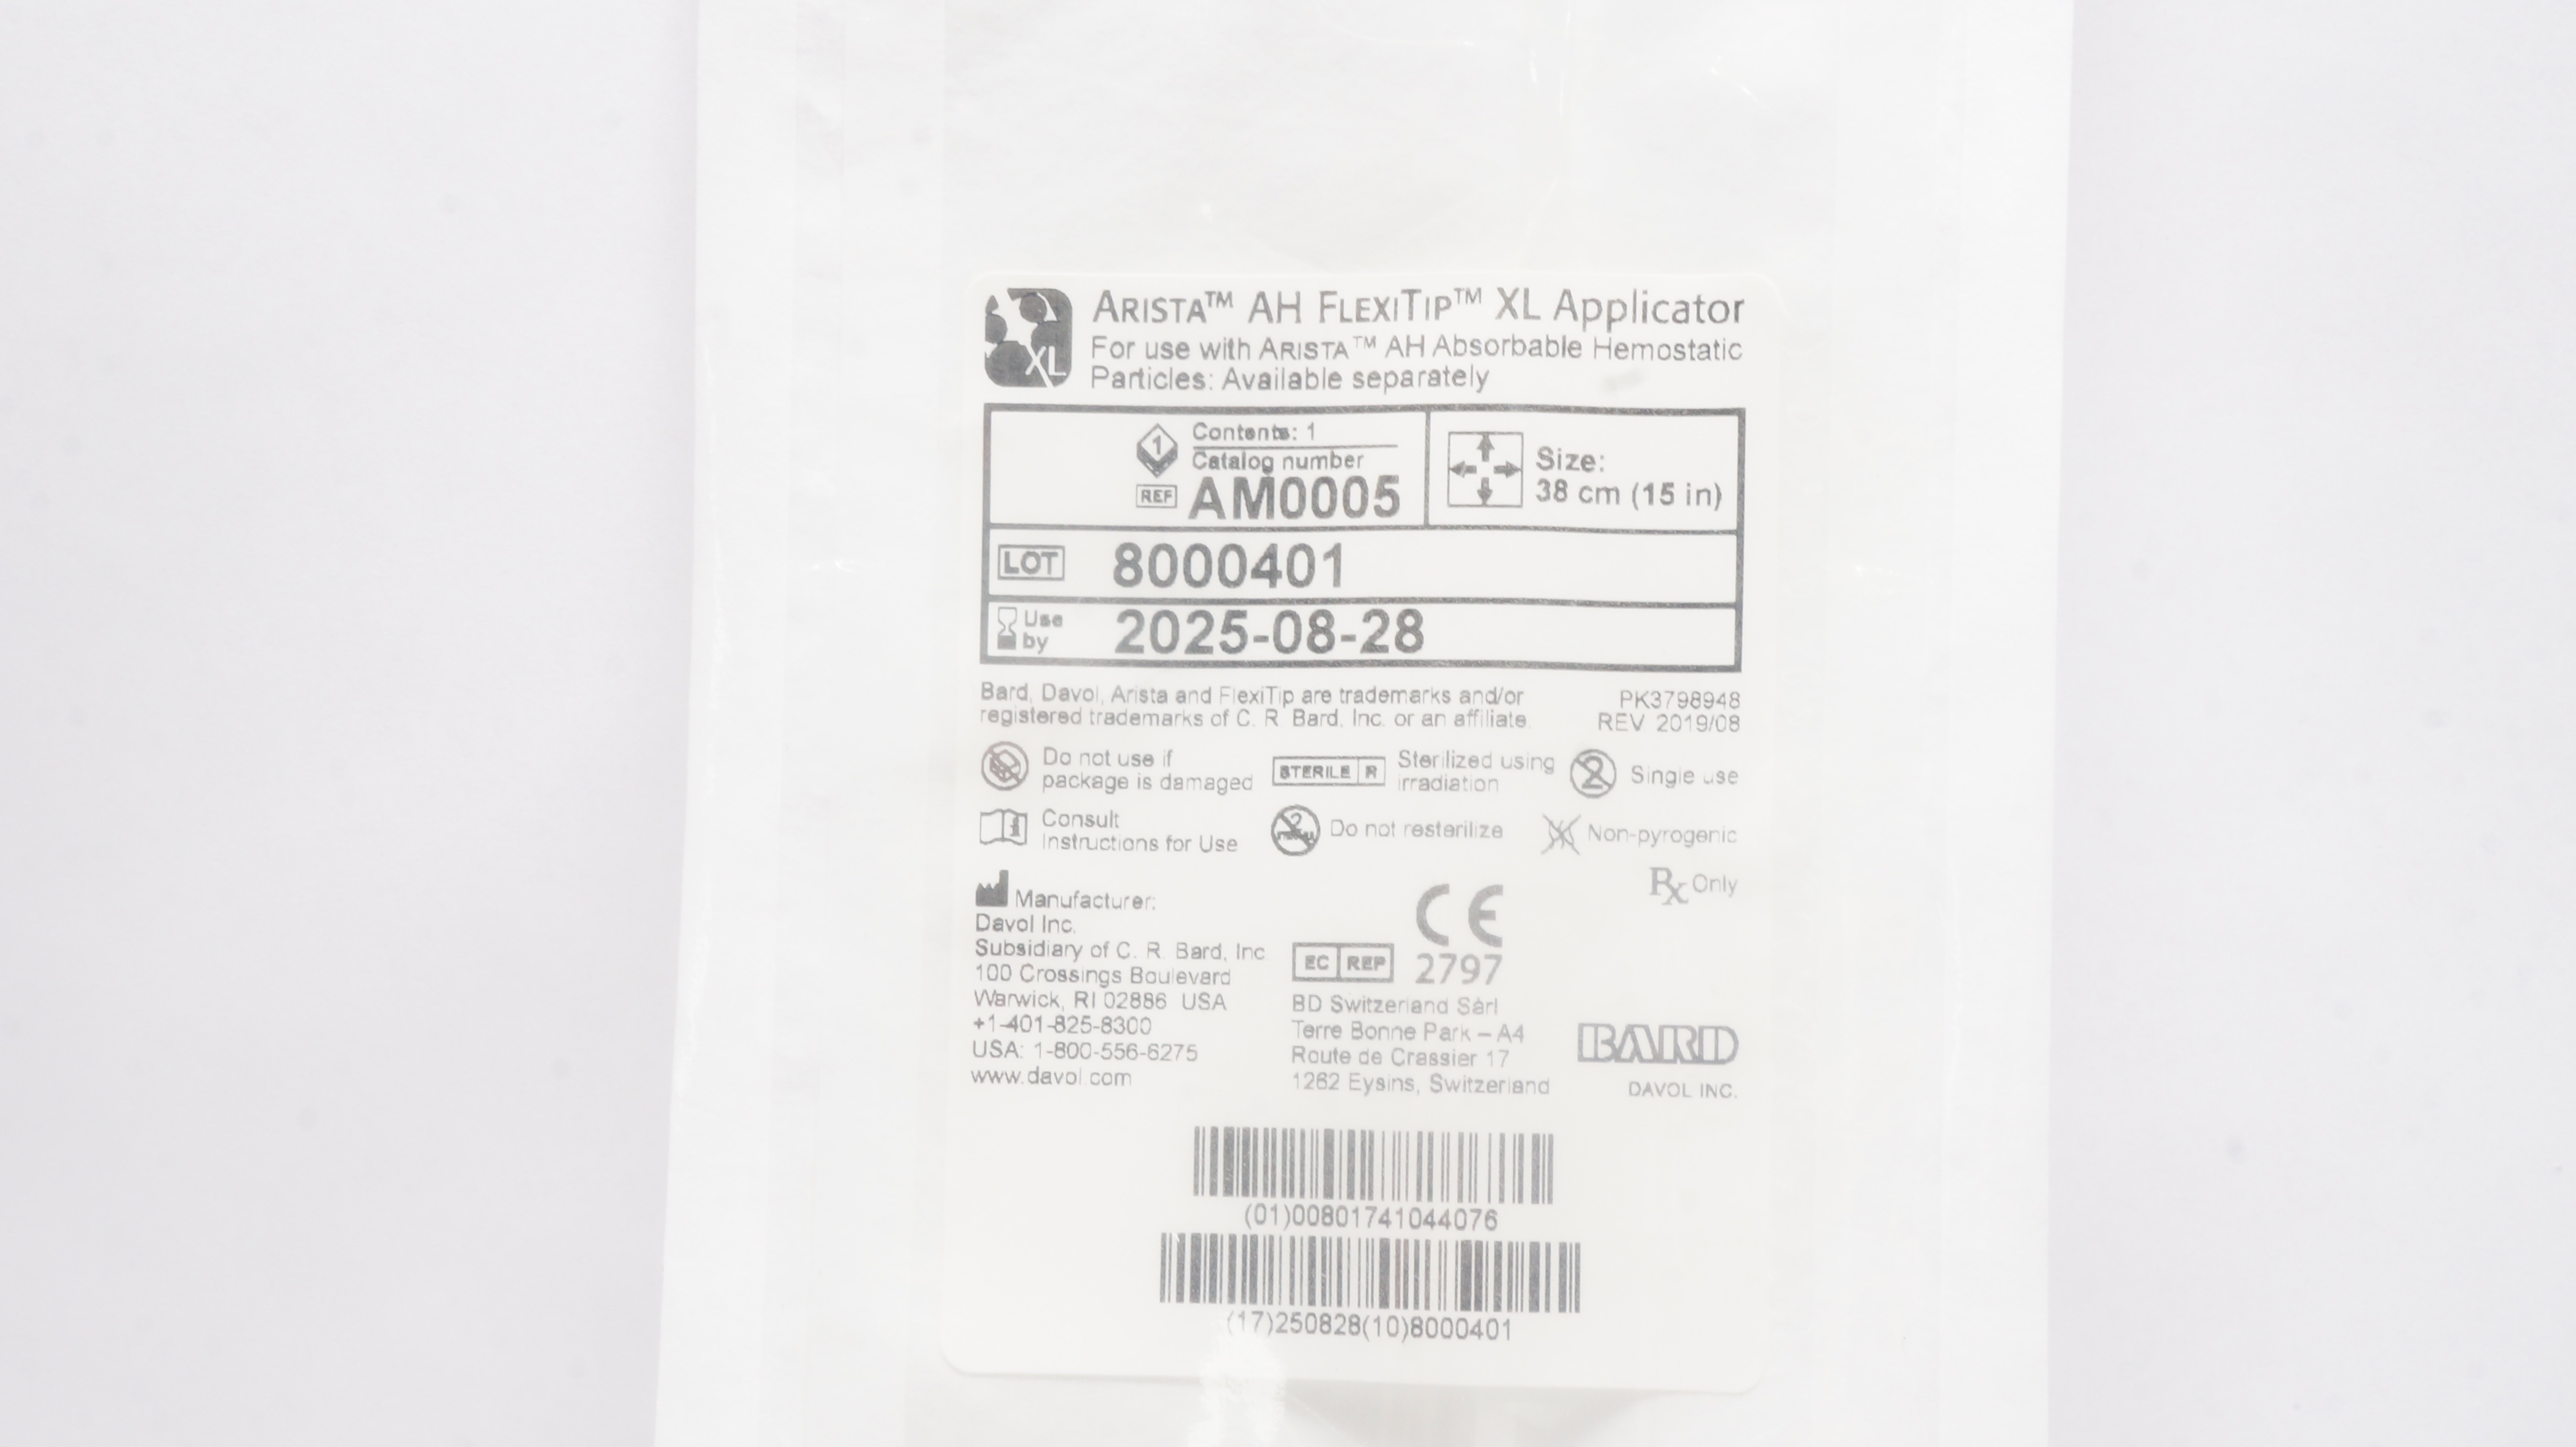 XL
ARISTA™ AH FLEXITIP™ XL Applicator
For use with ARISTA™ AH Absorbable Hemostatic
Particles: Available separately
1
Contents: 1
Catalog number
REF AM0005
Size:
38 cm (15 in)
LOT 8000401
Use
by
2025-08-28
Bard, Davol, Arista and FlexiTip are trademarks and/or
registered trademarks of C. R. Bard, Inc. or an affiliate.
PK3798948
REV 2019/08
Do not use if
package is damaged
STERILE R
Sterilized using
irradiation
2
Single use
Consult
Instructions for Use
2
Do not resterilize
Non-pyrogenic
Rx Only
Manufacturer:
Davol Inc.
Subsidiary of C. R. Bard, Inc.
100 Crossings Boulevard
Warwick, RI 02886 USA
+1-401-825-8300
USA: 1-800-556-6275
www.davol.com
CE
2797
EC REP
BD Switzerland Sàrl
Terre Bonne Park – A4
Route de Crassier 17
1262 Eysins, Switzerland
BARD
DAVOL INC.
(01)00801741044076
(17)250828(10)8000401